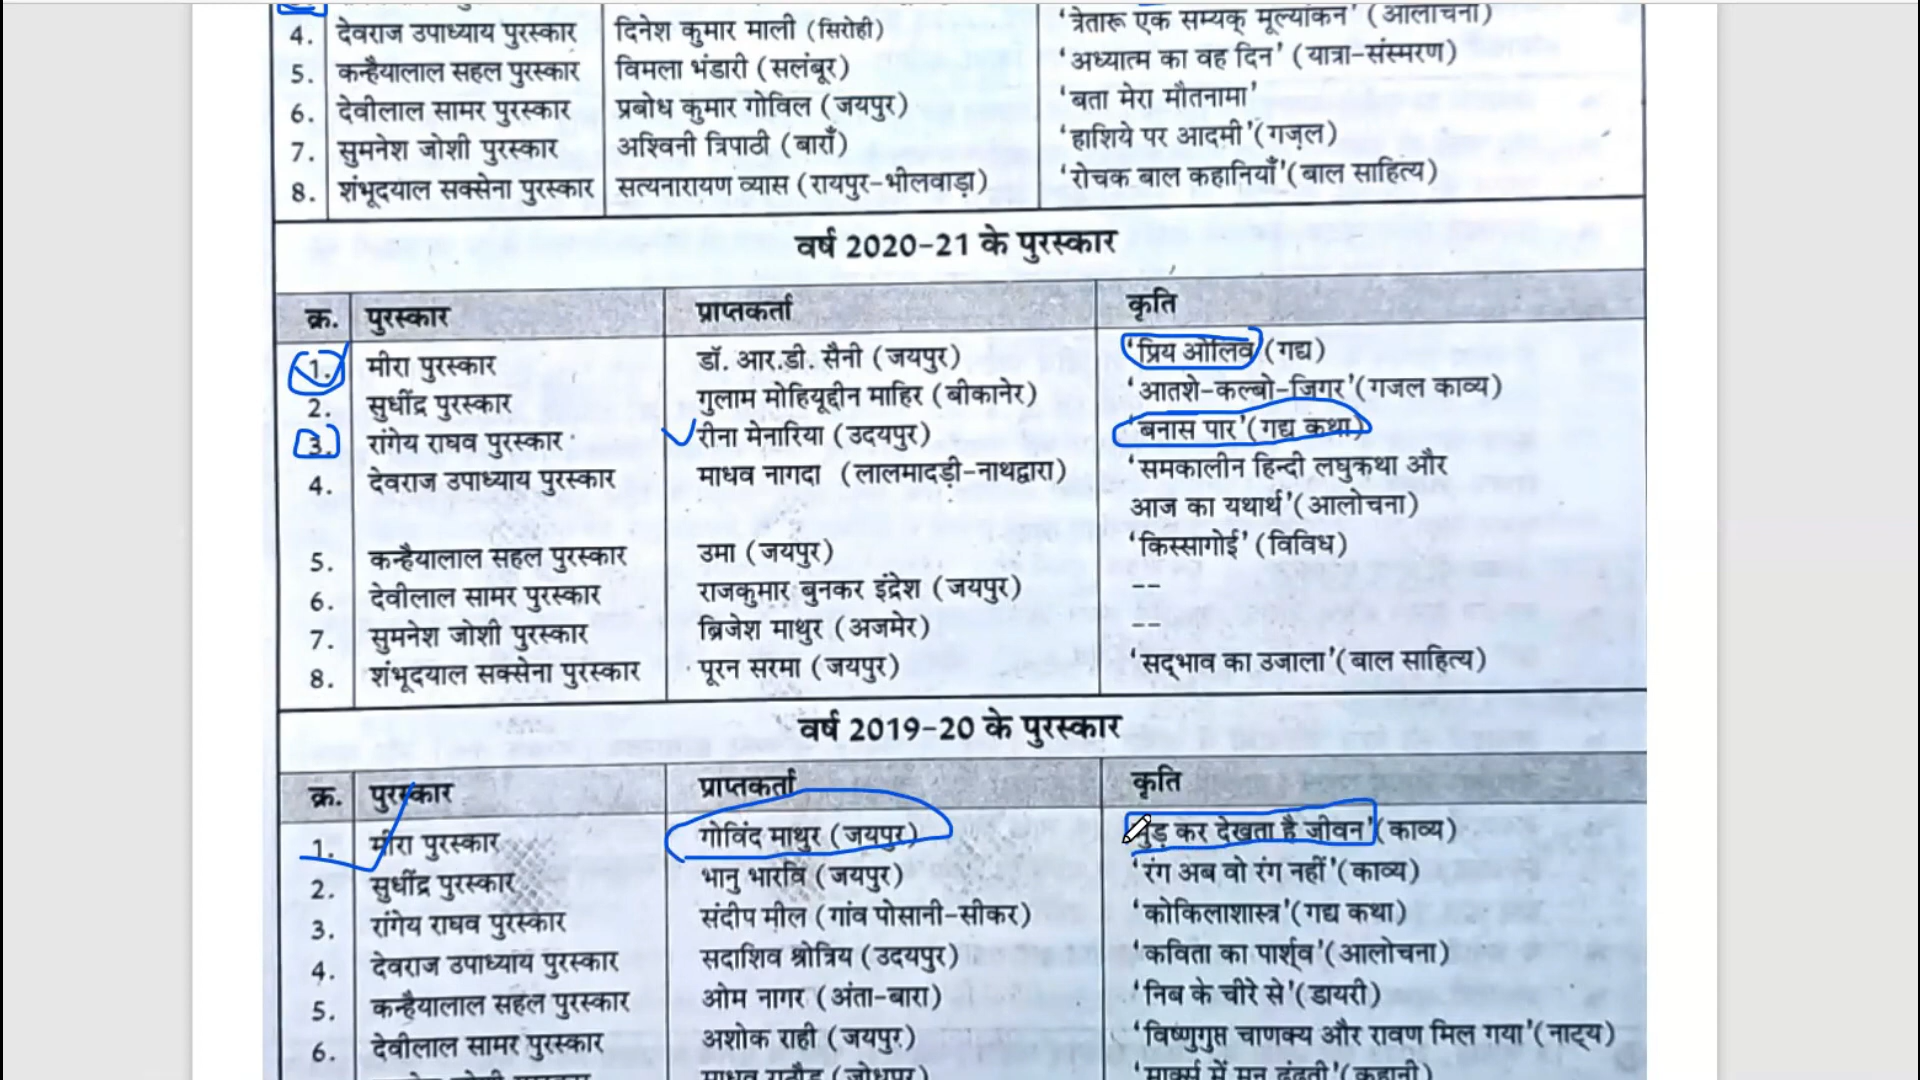 4. देवराज उपाध्याय पुरस्कार दिनेश कुमार माली (सिरोही) 'त्रेतारू एक सम्यक् मूल्यांकन' (आलोचना)
5. कन्हैयालाल सहल पुरस्कार विमला भंडारी (सलंबूर) 'अध्यात्म का वह दिन' (यात्रा-संस्मरण)
6. देवीलाल सामर पुरस्कार प्रबोध कुमार गोविल (जयपुर) 'बता मेरा मौतनामा'
7. सुमनेश जोशी पुरस्कार अश्विनी त्रिपाठी (बाराँ) 'हाशिये पर आदमी' (गज़ल)
8. शंभूदयाल सक्सेना पुरस्कार सत्यनारायण व्यास (रायपुर-भीलवाड़ा) 'रोचक बाल कहानियाँ' (बाल साहित्य)
वर्ष 2020-21 के पुरस्कार
क्र. पुरस्कार प्राप्तकर्ता कृति
1. मीरा पुरस्कार डॉ. आर.डी. सैनी (जयपुर) 'प्रिय ओलिव' (गद्य)
2. सुधींद्र पुरस्कार गुलाम मोहियूद्दीन माहिर (बीकानेर) 'आतशे-कल्बो-जिगर' (गजल काव्य)
3. रांगेय राघव पुरस्कार रीना मेनारिया (उदयपुर) 'बनास पार' (गद्य कथा)
4. देवराज उपाध्याय पुरस्कार माधव नागदा (लालमादड़ी-नाथद्वारा) 'समकालीन हिन्दी लघुकथा और
आज का यथार्थ' (आलोचना)
5. कन्हैयालाल सहल पुरस्कार उमा (जयपुर) 'किस्सागोई' (विविध)
6. देवीलाल सामर पुरस्कार राजकुमार बुनकर इंद्रेश (जयपुर) --
7. सुमनेश जोशी पुरस्कार ब्रिजेश माथुर (अजमेर) --
8. शंभूदयाल सक्सेना पुरस्कार पूरन सरमा (जयपुर) 'सद्भाव का उजाला' (बाल साहित्य)
वर्ष 2019-20 के पुरस्कार
क्र. पुरस्कार प्राप्तकर्ता कृति
1. मीरा पुरस्कार गोविंद माथुर (जयपुर) मुड़ कर देखता है जीवन' (काव्य)
2. सुधींद्र पुरस्कार भानु भारवि (जयपुर) 'रंग अब वो रंग नहीं' (काव्य)
3. रांगेय राघव पुरस्कार संदीप मील (गांव पोसानी-सीकर) 'कोकिलाशास्त्र' (गद्य कथा)
4. देवराज उपाध्याय पुरस्कार सदाशिव श्रोत्रिय (उदयपुर) 'कविता का पार्श्व' (आलोचना)
5. कन्हैयालाल सहल पुरस्कार ओम नागर (अंता-बारा) 'निब के चीरे से' (डायरी)
6. देवीलाल सामर पुरस्कार अशोक राही (जयपुर) 'विष्णुगुप्त चाणक्य और रावण मिल गया' (नाट्य)
माधव राठौड़ (जोधपुर) 'मार्क्स में मन ढूंढती' (कहानी)